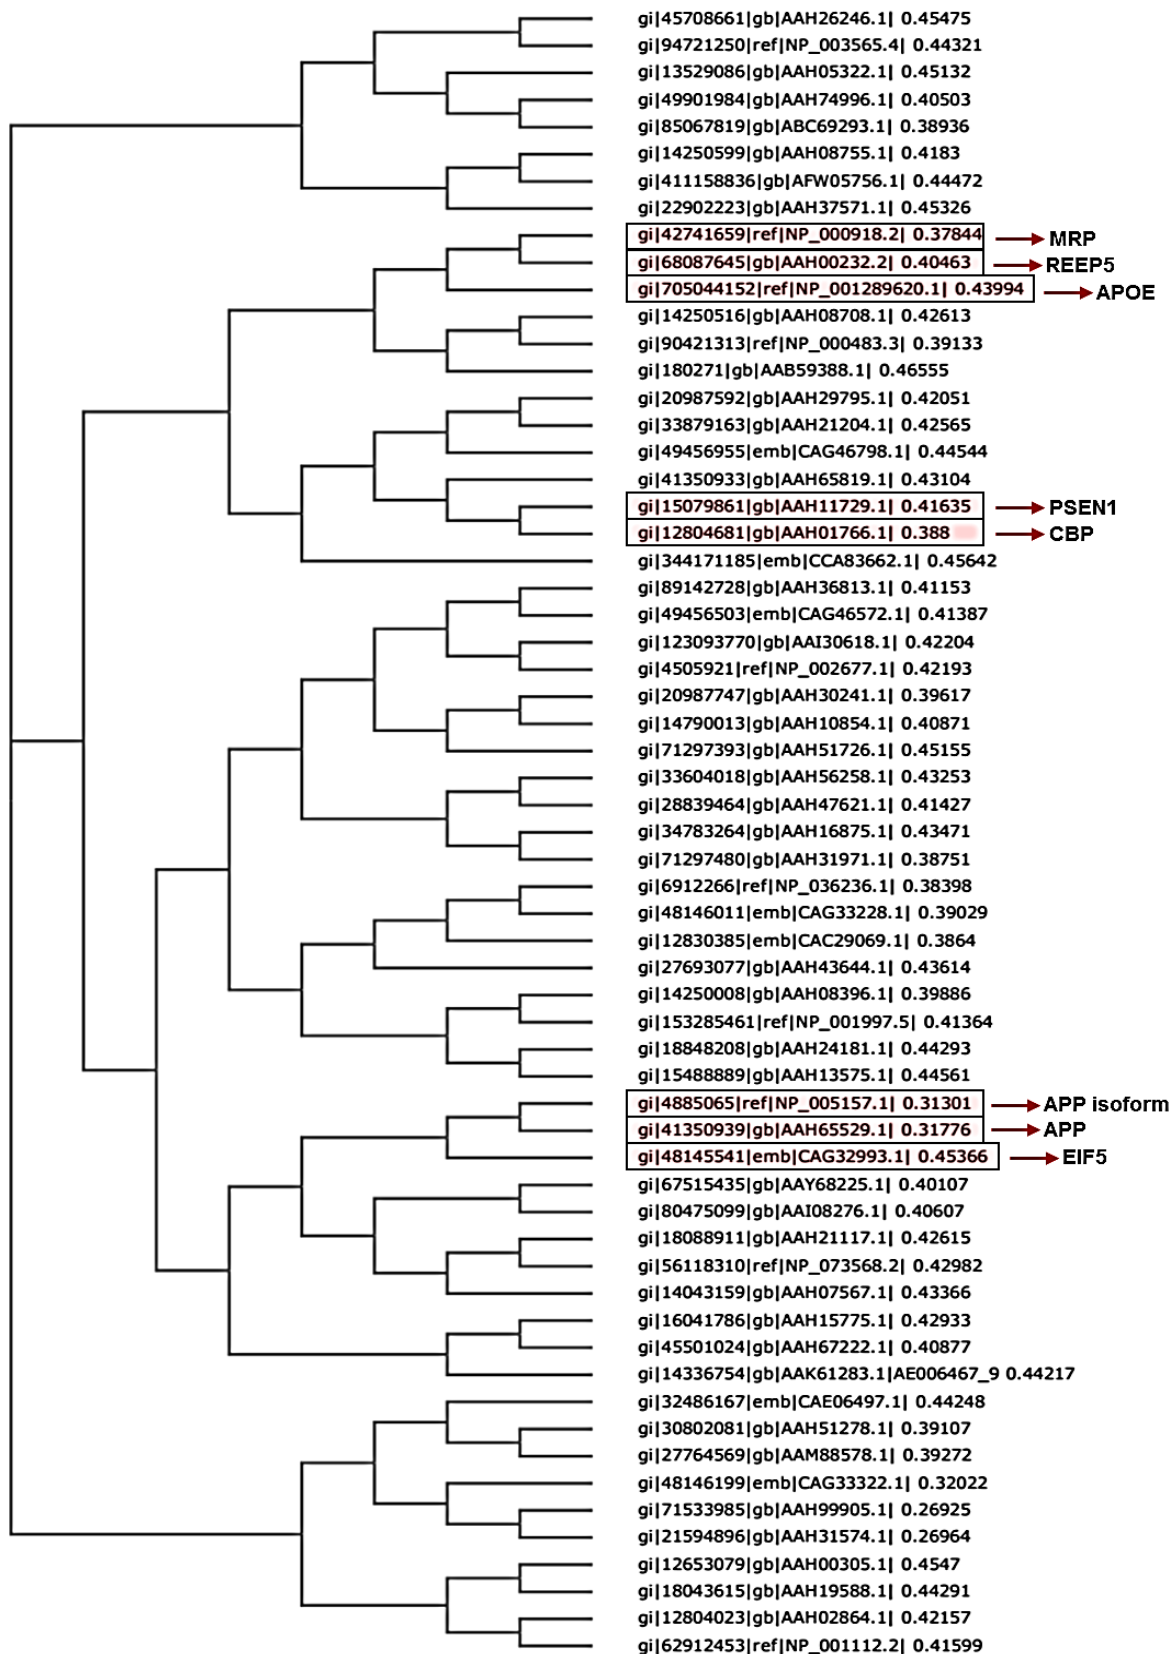 gi|45708661|gb|AAH26246.1| 0.45475
gi|94721250|ref|NP_003565.4| 0.44321
gi|13529086|gb|AAH05322.1| 0.45132
gi|49901984|gb|AAH74996.1| 0.40503
gi|85067819|gb|ABC69293.1| 0.38936
gi|14250599|gb|AAH08755.1| 0.4183
gi|411158836|gb|AFW05756.1| 0.44472
gi|22902223|gb|AAH37571.1| 0.45326
gi|42741659|ref|NP_000918.2| 0.37844 MRP
gi|68087645|gb|AAH00232.2| 0.40463 REEP5
gi|705044152|ref|NP_001289620.1| 0.43994 APOE
gi|14250516|gb|AAH08708.1| 0.42613
gi|90421313|ref|NP_000483.3| 0.39133
gi|180271|gb|AAB59388.1| 0.46555
gi|20987592|gb|AAH29795.1| 0.42051
gi|33879163|gb|AAH21204.1| 0.42565
gi|49456955|emb|CAG46798.1| 0.44544
gi|41350933|gb|AAH65819.1| 0.43104
gi|15079861|gb|AAH11729.1| 0.41635 PSEN1
gi|12804681|gb|AAH01766.1| 0.388 CBP
gi|344171185|emb|CCA83662.1| 0.45642
gi|89142728|gb|AAH36813.1| 0.41153
gi|49456503|emb|CAG46572.1| 0.41387
gi|123093770|gb|AAI30618.1| 0.42204
gi|4505921|ref|NP_002677.1| 0.42193
gi|20987747|gb|AAH30241.1| 0.39617
gi|14790013|gb|AAH10854.1| 0.40871
gi|71297393|gb|AAH51726.1| 0.45155
gi|33604018|gb|AAH56258.1| 0.43253
gi|28839464|gb|AAH47621.1| 0.41427
gi|34783264|gb|AAH16875.1| 0.43471
gi|71297480|gb|AAH31971.1| 0.38751
gi|6912266|ref|NP_036236.1| 0.38398
gi|48146011|emb|CAG33228.1| 0.39029
gi|12830385|emb|CAC29069.1| 0.3864
gi|27693077|gb|AAH43644.1| 0.43614
gi|14250008|gb|AAH08396.1| 0.39886
gi|153285461|ref|NP_001997.5| 0.41364
gi|18848208|gb|AAH24181.1| 0.44293
gi|15488889|gb|AAH13575.1| 0.44561
gi|4885065|ref|NP_005157.1| 0.31301 APP isoform
gi|41350939|gb|AAH65529.1| 0.31776 APP
gi|48145541|emb|CAG32993.1| 0.45366 EIF5
gi|67515435|gb|AAY68225.1| 0.40107
gi|80475099|gb|AAI08276.1| 0.40607
gi|18088911|gb|AAH21117.1| 0.42615
gi|56118310|ref|NP_073568.2| 0.42982
gi|14043159|gb|AAH07567.1| 0.43366
gi|16041786|gb|AAH15775.1| 0.42933
gi|45501024|gb|AAH67222.1| 0.40877
gi|14336754|gb|AAK61283.1|AE006467_9 0.44217
gi|32486167|emb|CAE06497.1| 0.44248
gi|30802081|gb|AAH51278.1| 0.39107
gi|27764569|gb|AAM88578.1| 0.39272
gi|48146199|emb|CAG33322.1| 0.32022
gi|71533985|gb|AAH99905.1| 0.26925
gi|21594896|gb|AAH31574.1| 0.26964
gi|12653079|gb|AAH00305.1| 0.4547
gi|18043615|gb|AAH19588.1| 0.44291
gi|12804023|gb|AAH02864.1| 0.42157
gi|62912453|ref|NP_001112.2| 0.41599